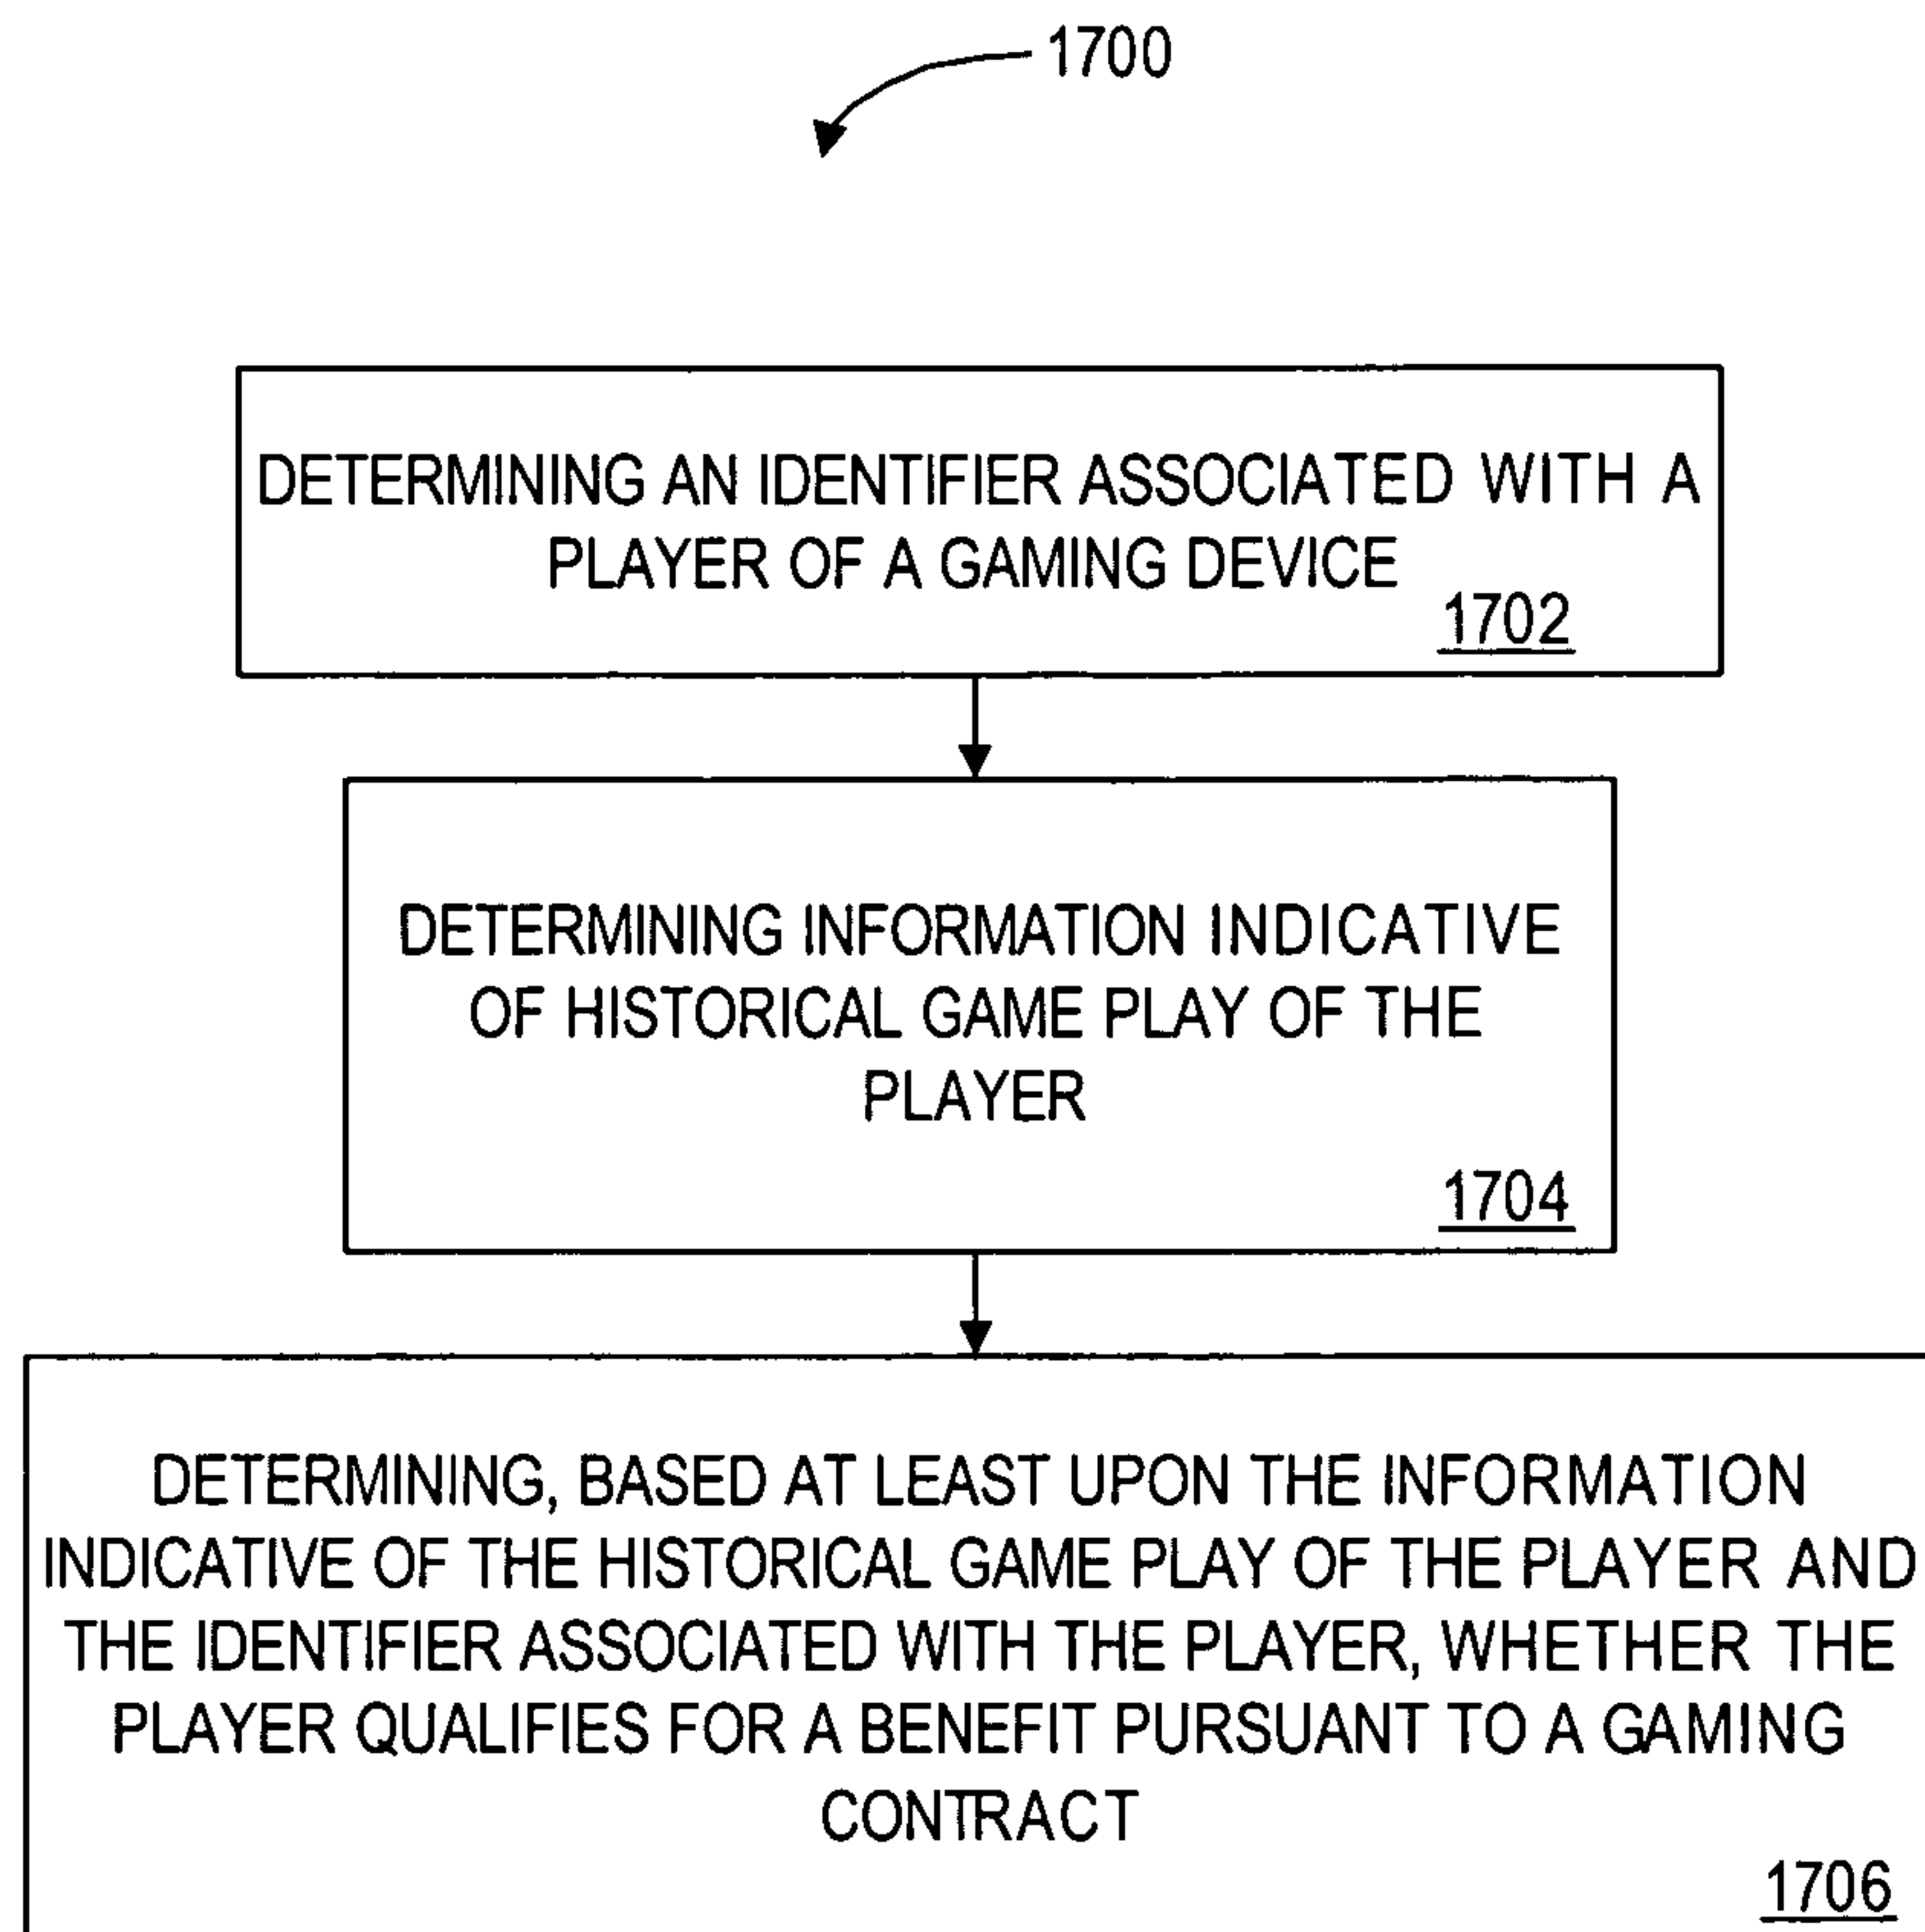 1700
DETERMINING AN IDENTIFIER ASSOCIATED WITH A
PLAYER OF A GAMING DEVICE
1702
DETERMINING INFORMATION INDICATIVE
OF HISTORICAL GAME PLAY OF THE
PLAYER
1704
DETERMINING, BASED AT LEAST UPON THE INFORMATION
INDICATIVE OF THE HISTORICAL GAME PLAY OF THE PLAYER AND
THE IDENTIFIER ASSOCIATED WITH THE PLAYER, WHETHER THE
PLAYER QUALIFIES FOR A BENEFIT PURSUANT TO A GAMING
CONTRACT
1706